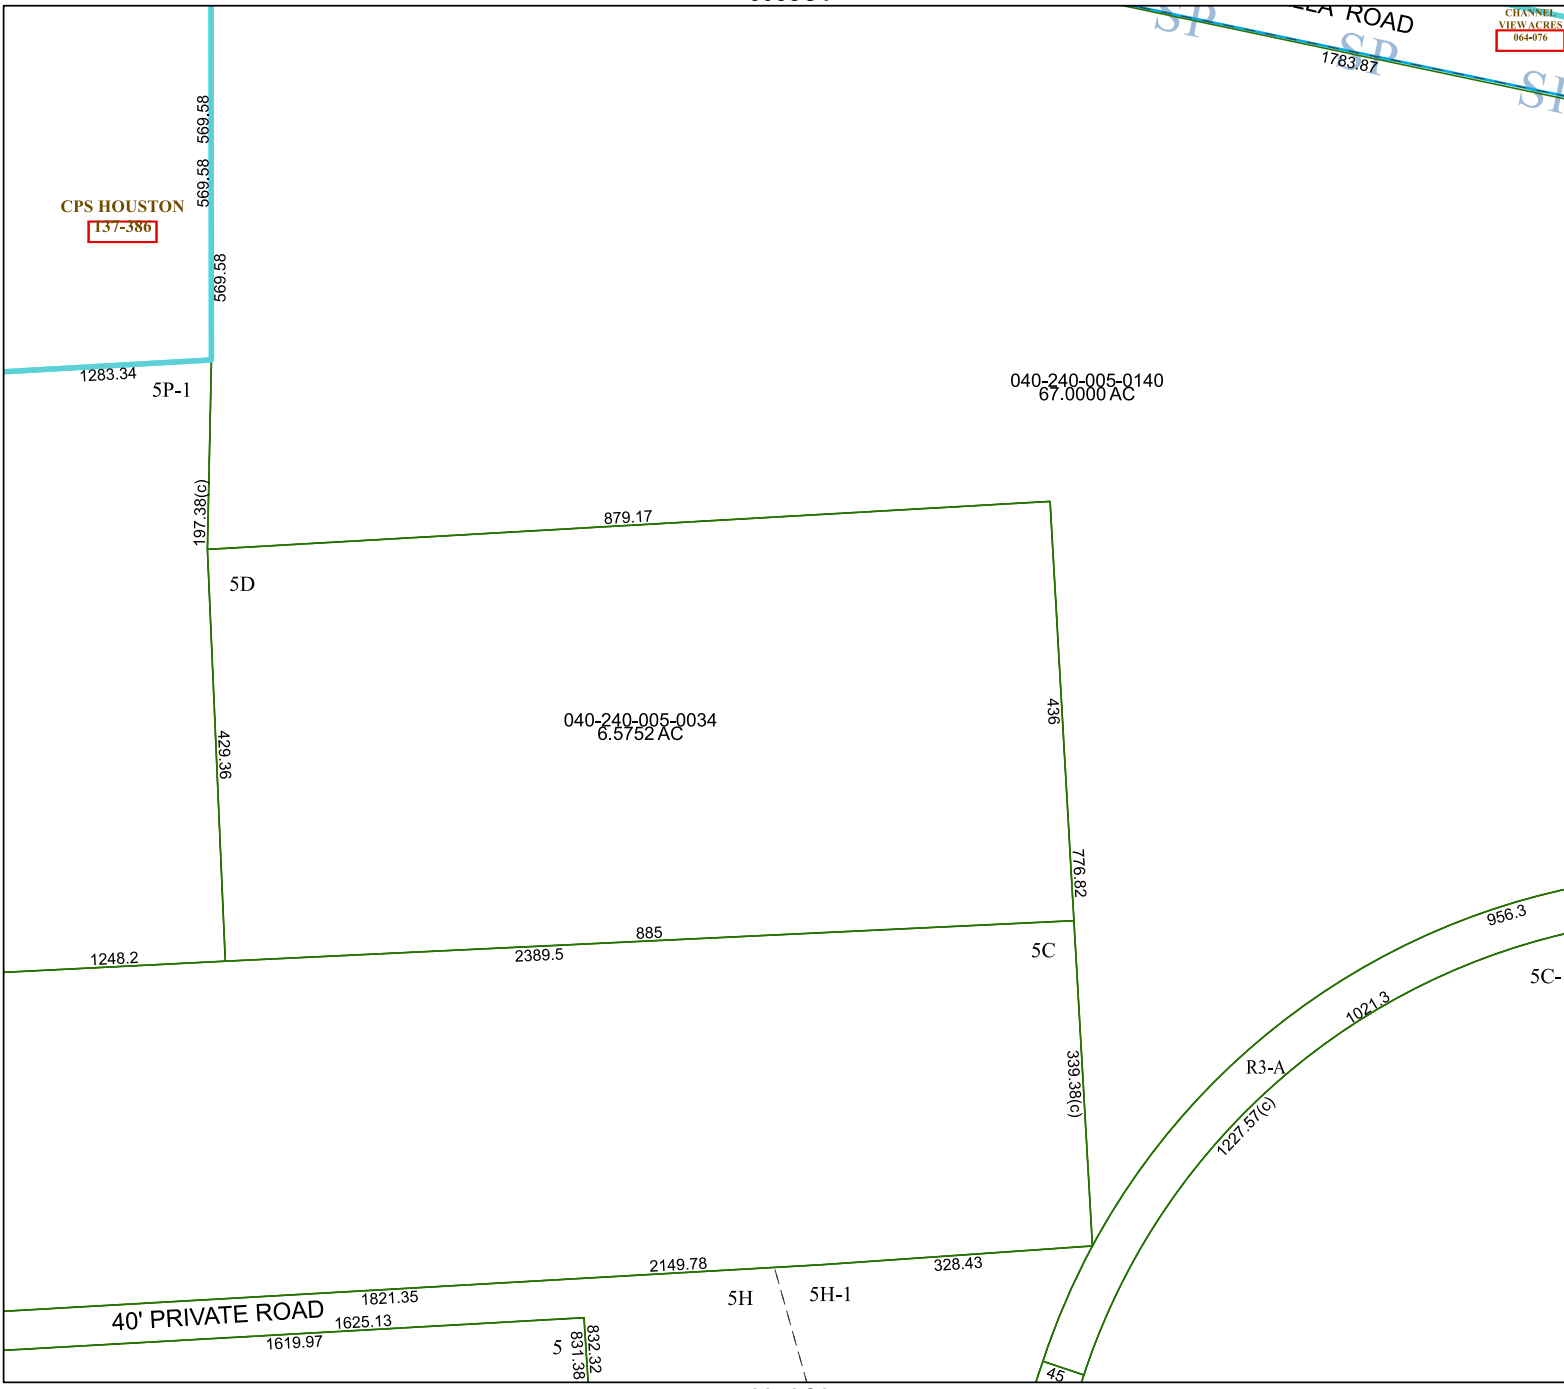 ROAD
CHANNEL
VIEW ACRES
064-076
SP
SP
1783.87
569.58
569.58
CPS HOUSTON
137-386
569.58
1283.34
5P-1
040-240-005-0140
67.0000 AC
197.38(c)
879.17
5D
436
040-240-005-0034
6.5752 AC
429.36
776.82
885
956.3
1248.2
2389.5
5C
5C-
1021.3
R3-A
339.38(c)
1227.57(c)
2149.78
328.43
1821.35
5H
5H-1
40' PRIVATE ROAD
1625.13
1619.97
5
831.38
832.32
45